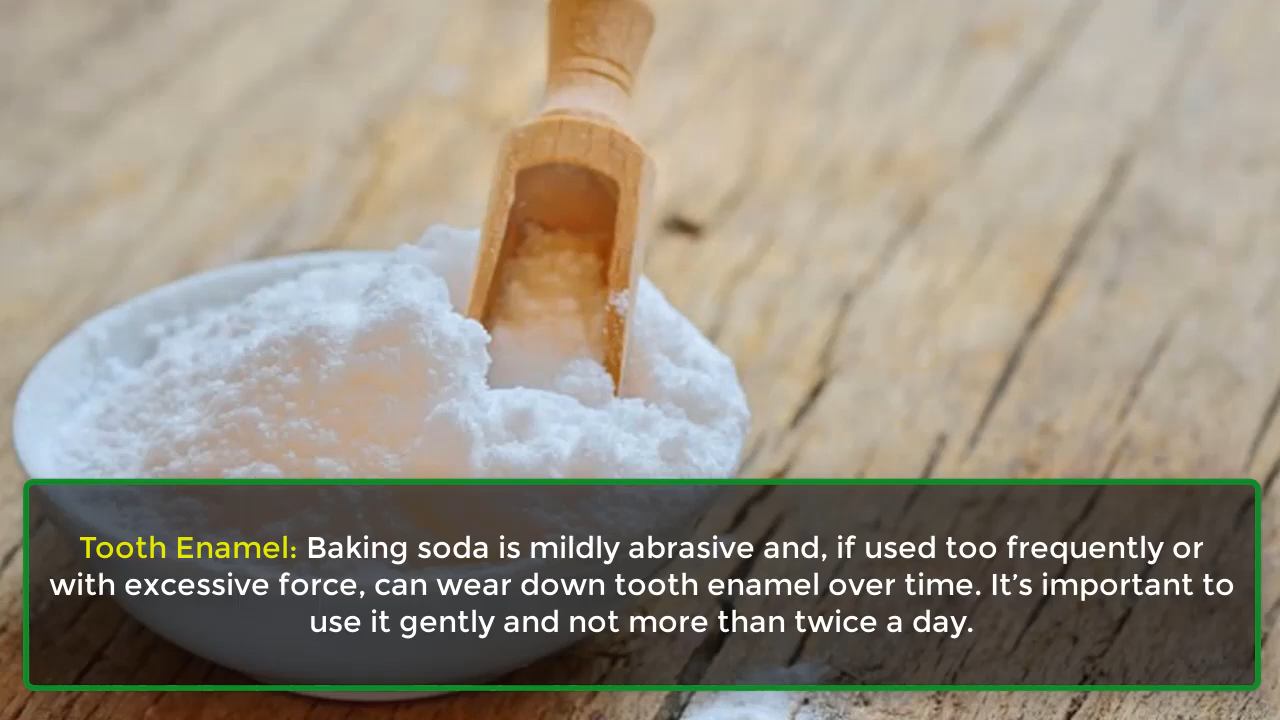 Tooth Enamel: Baking soda is mildly abrasive and, if used too frequently or
with excessive force, can wear down tooth enamel over time. It’s important to
use it gently and not more than twice a day.